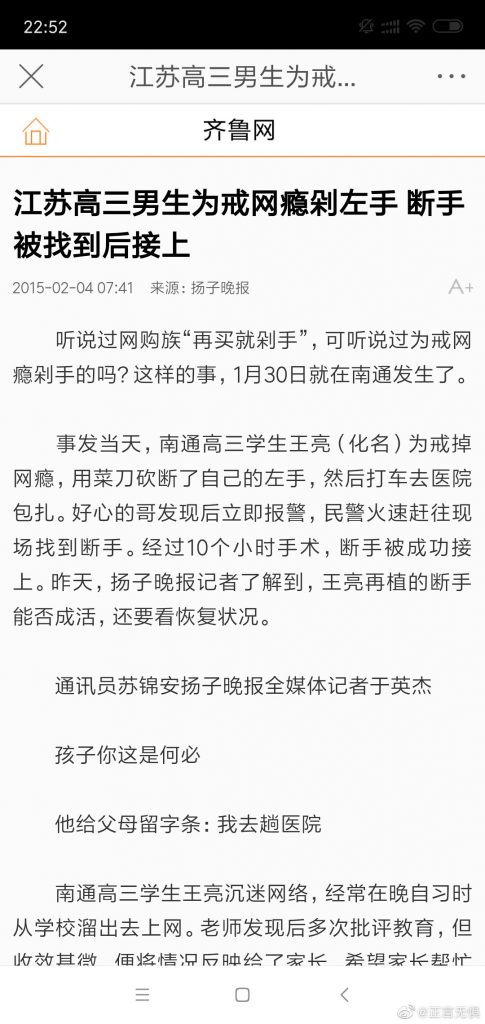 22:52
江苏高三男生为戒...
齐鲁网
江苏高三男生为戒网瘾剁左手 断手
被找到后接上
2015-02-04 07:41 来源：扬子晚报
A+
听说过网购族“再买就剁手”，可听说过为戒网
瘾剁手的吗？这样的事，1月30日就在南通发生了。
事发当天，南通高三学生王亮（化名）为戒掉
网瘾，用菜刀砍断了自己的左手，然后打车去医院
包扎。好心的哥发现后立即报警，民警火速赶往现
场找到断手。经过10个小时手术，断手被成功接
上。昨天，扬子晚报记者了解到，王亮再植的断手
能否成活，还要看恢复状况。
通讯员苏锦安扬子晚报全媒体记者于英杰
孩子你这是何必
他给父母留字条：我去趟医院
南通高三学生王亮沉迷网络，经常在晚自习时
从学校溜出去上网。老师发现后多次批评教育，但
收效甚微，便将情况反映给了家长，希望家长帮忙
@正言无惧